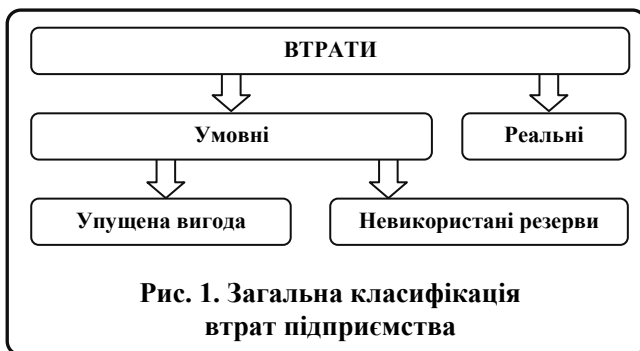 ВТРАТИ
Умовні
Реальні
Упущена вигода
Невикористані резерви
Рис. 1. Загальна класифікація
втрат підприємства